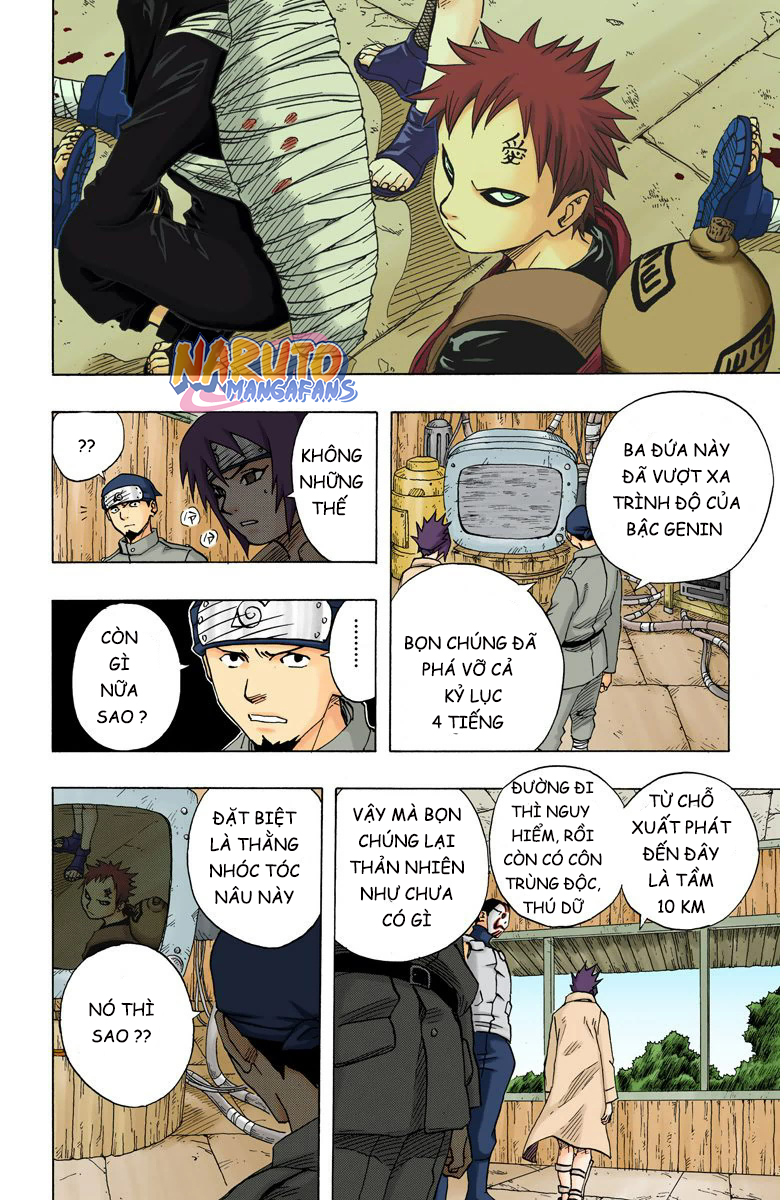 愛
NARUTO
MANGAFANS
BA ĐỨA NÀY
ĐÃ VƯỢT XA
TRÌNH ĐỘ CỦA
BẬC GENIN
BỌN CHÚNG ĐÃ
PHÁ VỠ CẢ
KỶ LỤC
4 TIẾNG
KHÔNG
NHỮNG
THẾ
??
.........
CÒN
GÌ
NỮA
SAO ?
TỪ CHỖ
XUẤT PHÁT
ĐẾN ĐÂY
LÀ TẦM
10 KM
ĐƯỜNG ĐI
THÌ NGUY
HIỂM, RỒI
CÒN CÓ CÔN
TRÙNG ĐỘC,
THÚ DỮ
VẬY MÀ BỌN
CHÚNG LẠI
THẢN NHIÊN
NHƯ CHƯA
CÓ GÌ
ĐẶT BIỆT
LÀ THẰNG
NHÓC TÓC
NÂU NÀY
NÓ THÌ
SAO ??